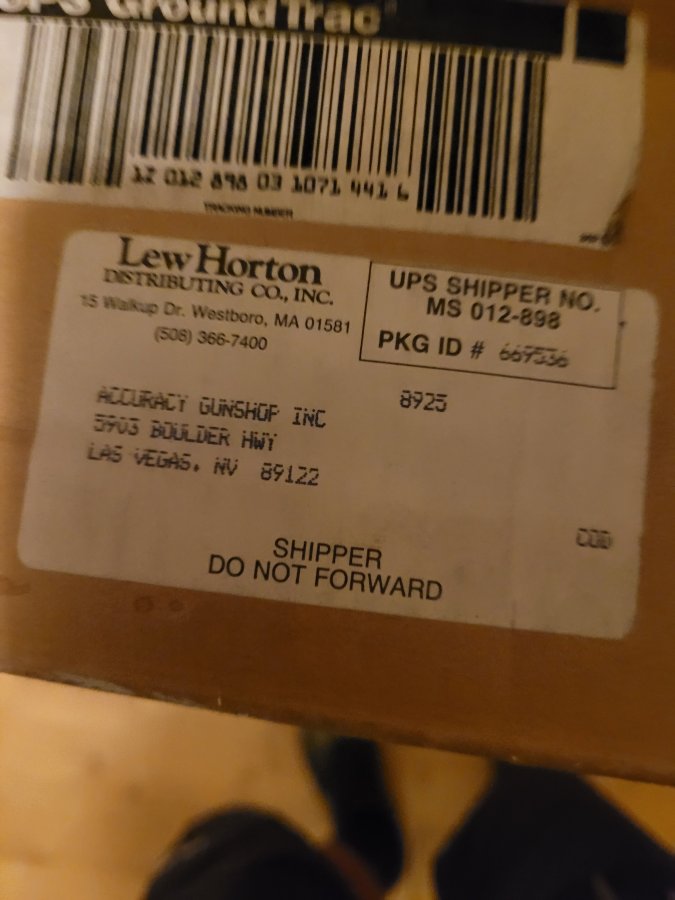 UPS GroundTrac
1Z 012 898 03 1071 441 6
TRACKING NUMBER
Lew Horton
DISTRIBUTING CO., INC.
15 Walkup Dr. Westboro, MA 01581
(508) 366-7400
UPS SHIPPER NO.
MS 012-898
PKG ID # 669536
8925
ACCURACY GUNSHOP INC
5903 BOULDER HWY
LAS VEGAS, NV 89122
COD
SHIPPER
DO NOT FORWARD